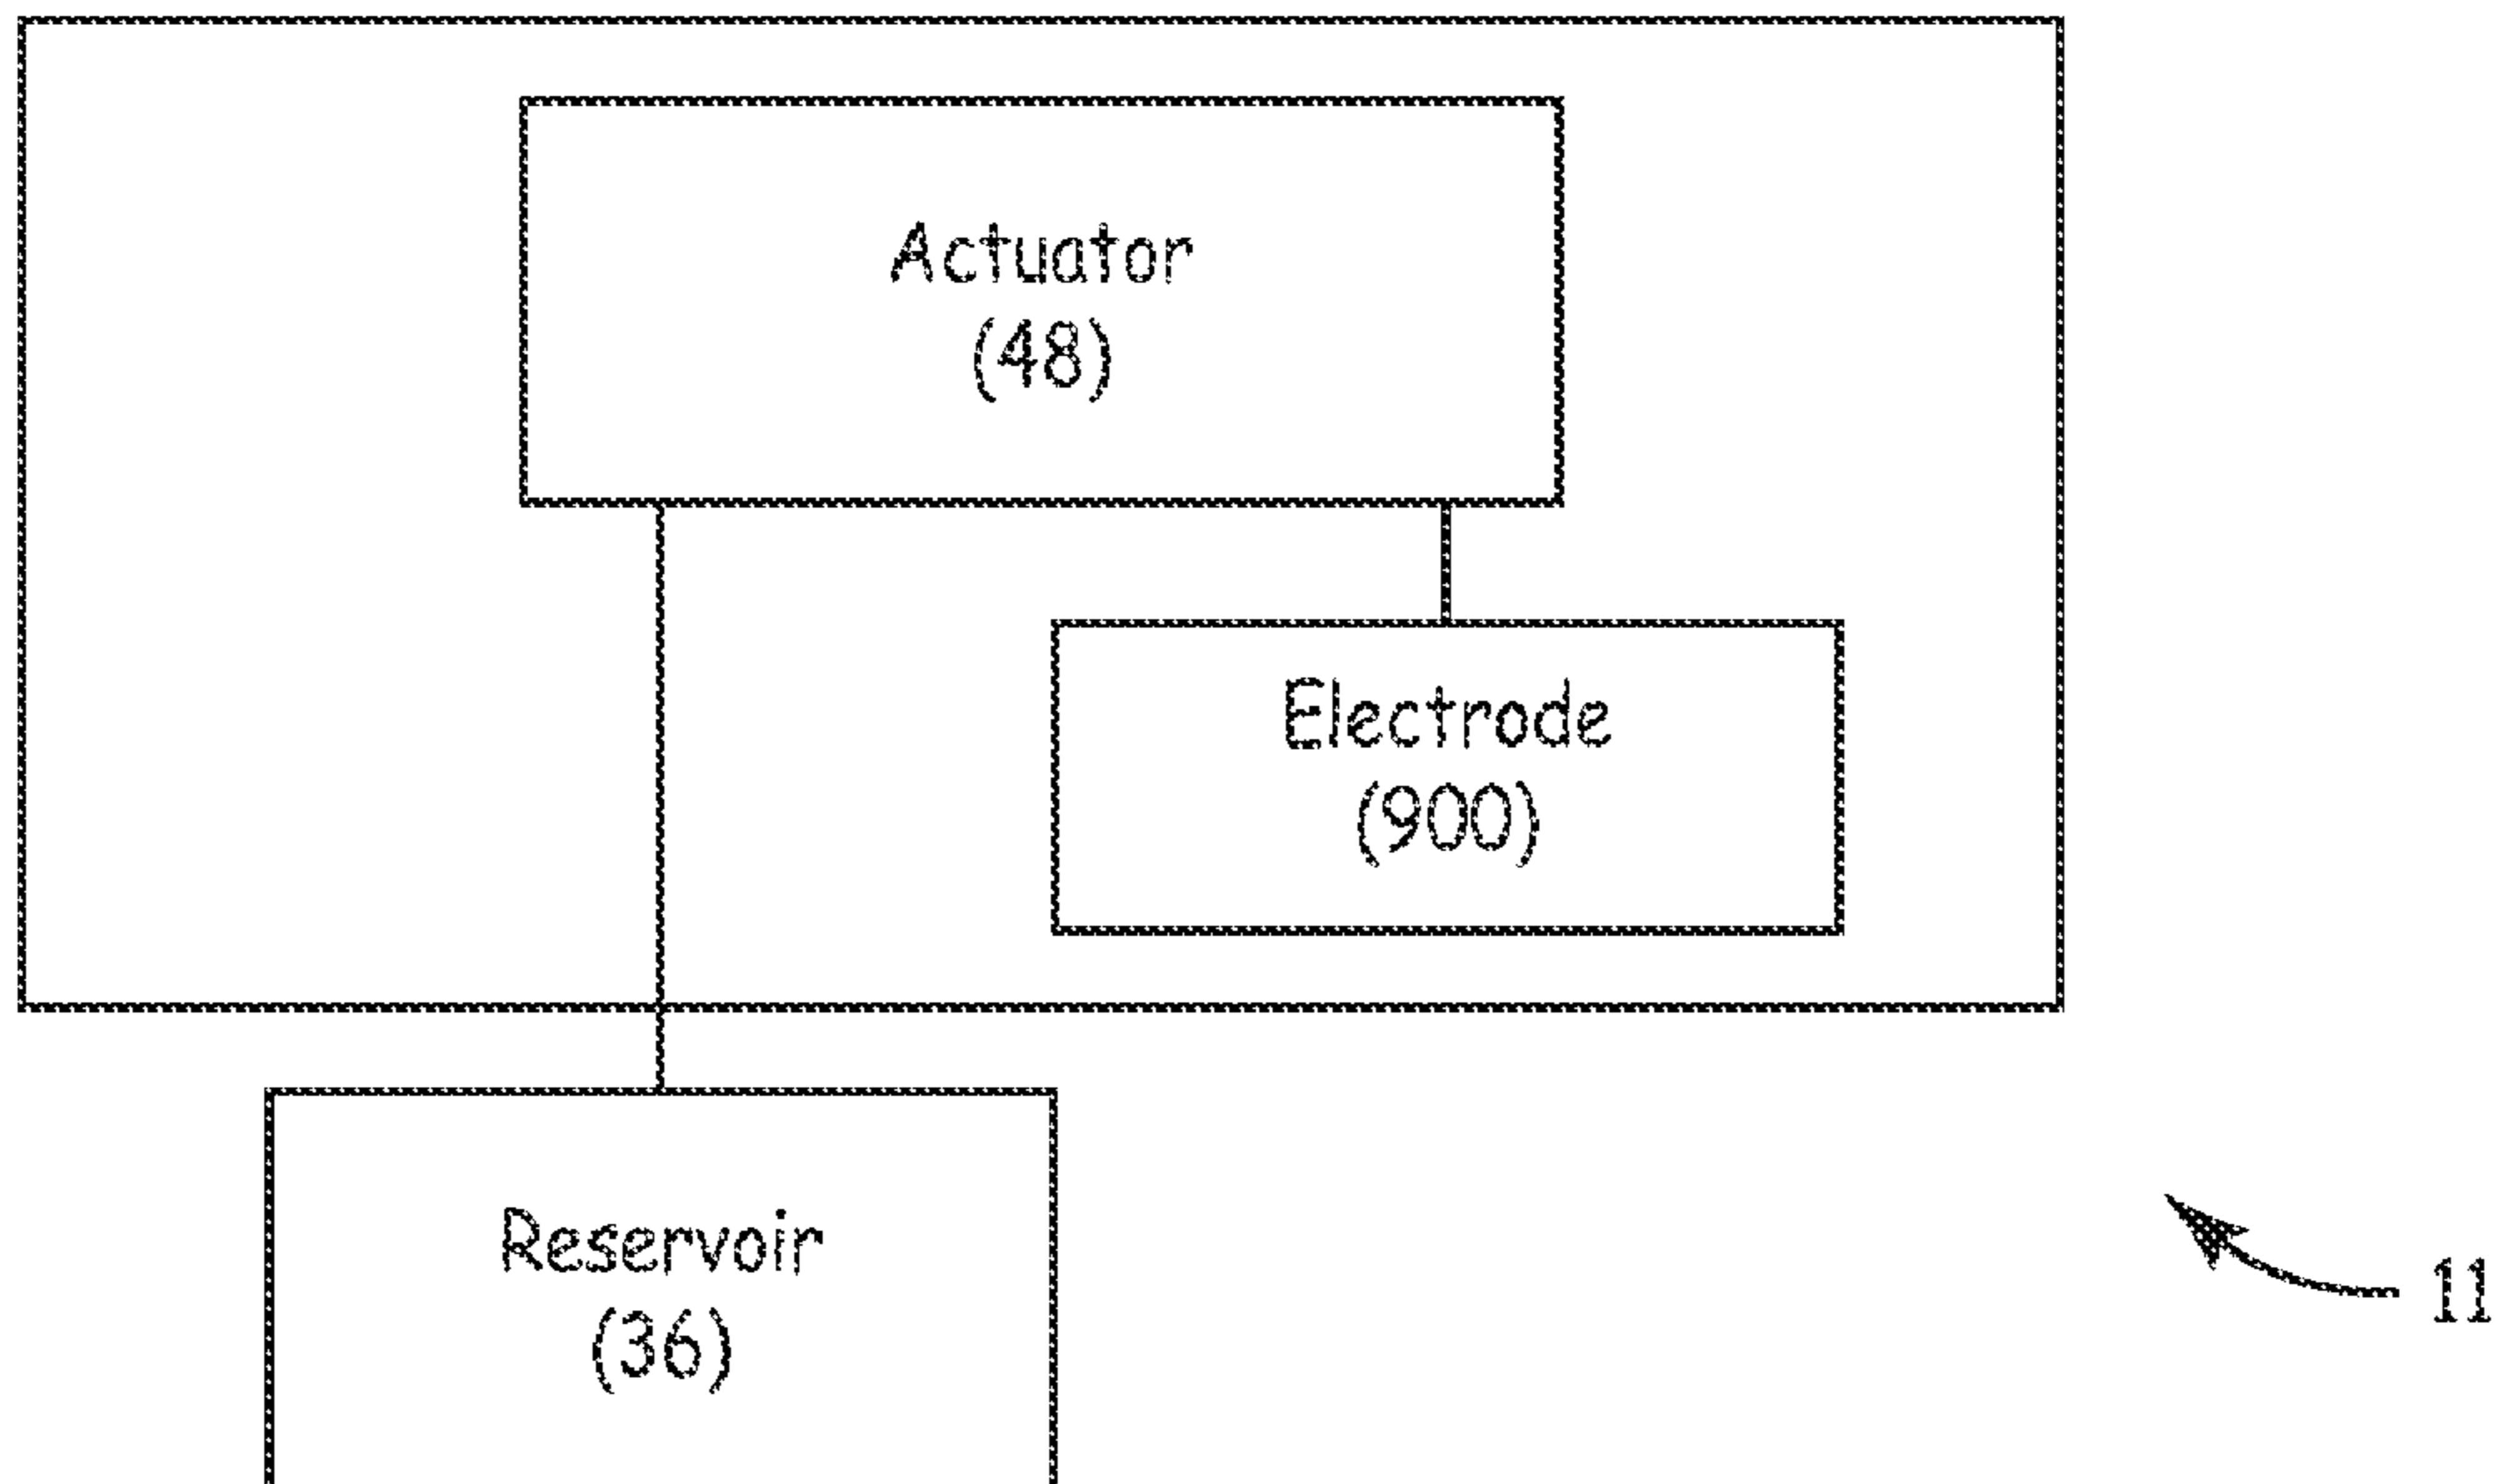 Actuator
(48)
Electrode
(900)
Reservoir
(36)
11